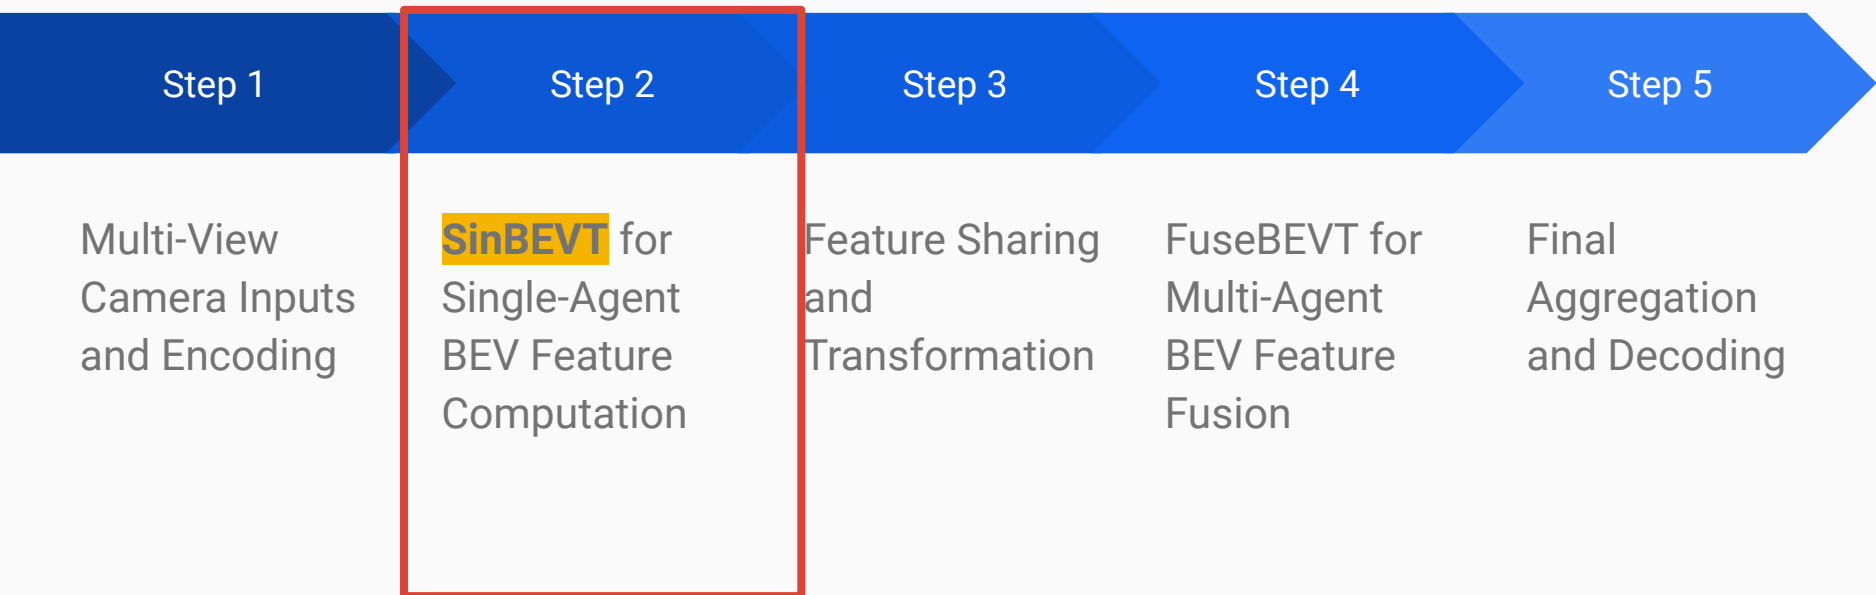 Step 1
Step 2
Step 3
Step 4
Step 5
Multi-View
Camera Inputs
and Encoding
SinBEVT for
Single-Agent
BEV Feature
Computation
Feature Sharing
and
Transformation
FuseBEVT for
Multi-Agent
BEV Feature
Fusion
Final
Aggregation
and Decoding